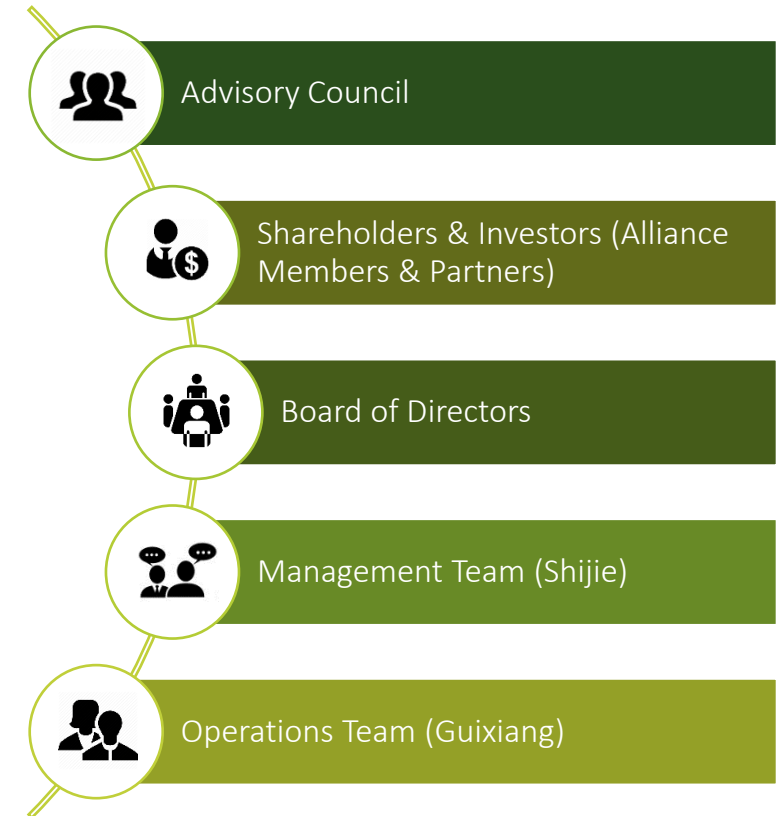 Advisory Council
Shareholders & Investors (Alliance
Members & Partners)
Board of Directors
Management Team (Shijie)
Operations Team (Guixiang)